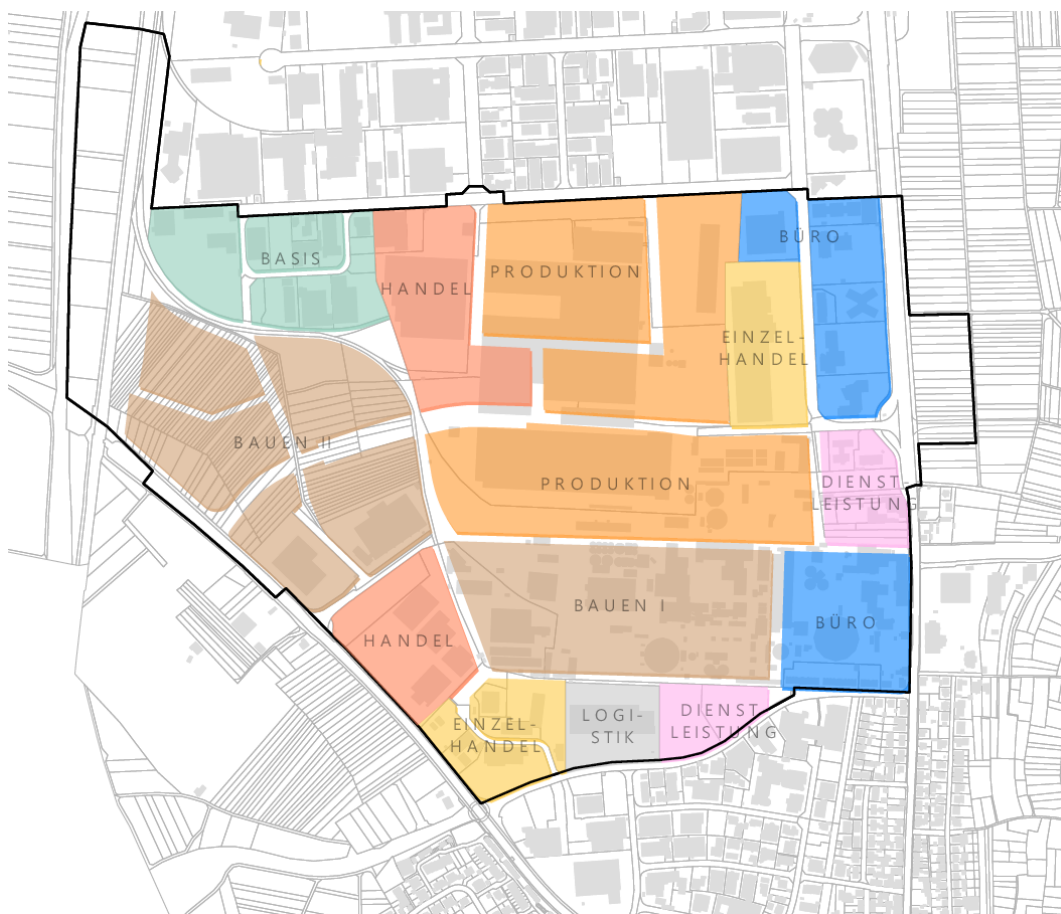 BÜRO
BASIS
PRODUKTION
HANDEL
EINZEL-
HANDEL
BAUEN II
PRODUKTION
DIENST
LEISTUNG
BAUEN I
BÜRO
HANDEL
EINZEL-
HANDEL
LOGI-
STIK
DIENST
LEISTUNG